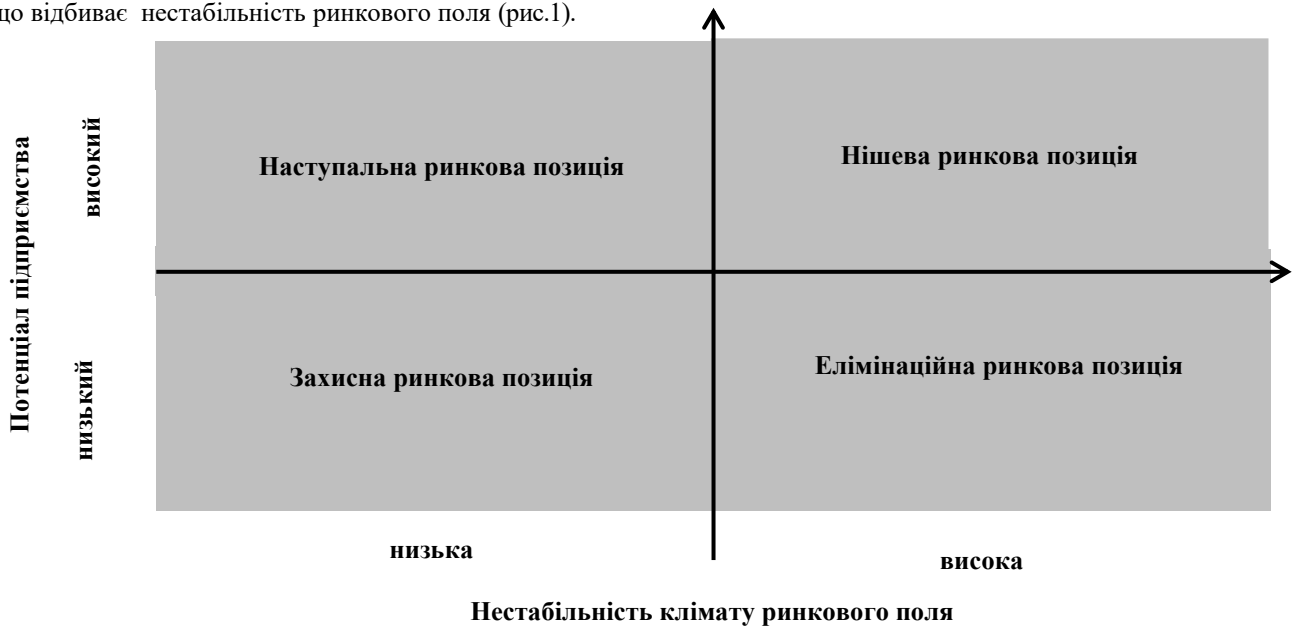 що відбиває нестабільність ринкового поля (рис.1).
Потенціал підприємства
високий
Наступальна ринкова позиція
Нішева ринкова позиція
низький
Захисна ринкова позиція
Елімінаційна ринкова позиція
низька
висока
Нестабільність клімату ринкового поля